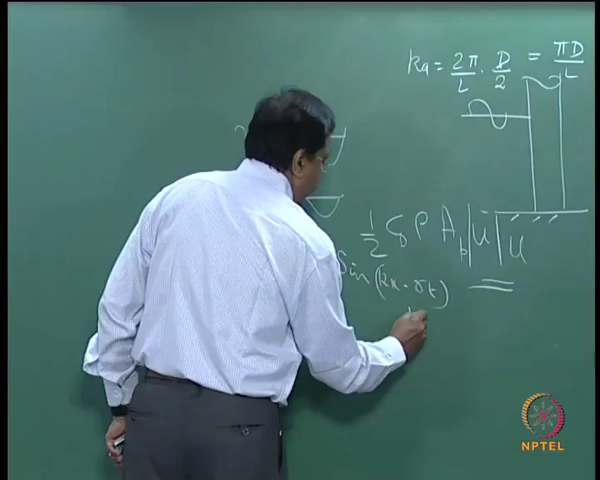 ka = 2π/L · D/2 = πD/L
1/2 C ρ A_p |u| u
Sin (kx - σt)
NPTEL